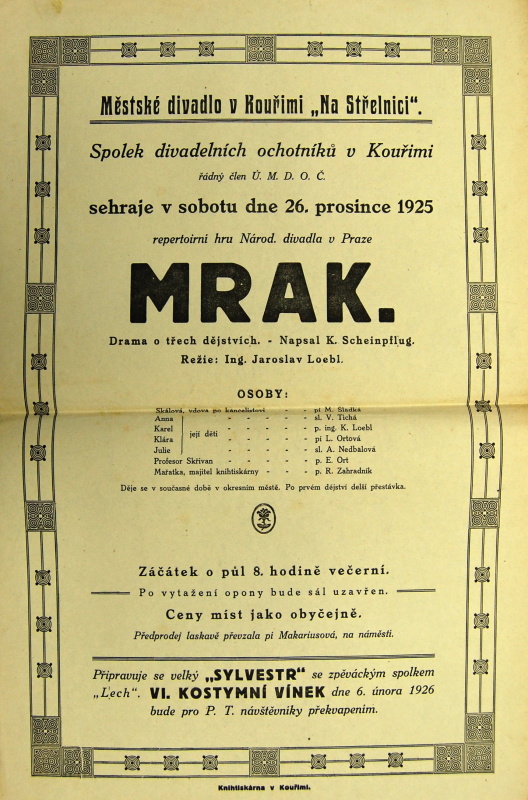 Městské divadlo v Kouřimi „Na Střelnici".
Spolek divadelních ochotníků v Kouřimi
řádný člen Ú. M. D. O. Č.
sehraje v sobotu dne 26. prosince 1925
repertoirní hru Národ. divadla v Praze
MRAK.
Drama o třech dějstvích. - Napsal K. Scheinpflug.
Režie: Ing. Jaroslav Loebl.
OSOBY:
Skálová, vdova po kancelistovi - - pí M. Sladká
Anna - - - - - sl. V. Tichá
Karel - - - - - p. ing. K. Loebl
její děti
Klára - - - - - pí L. Ortová
Julie - - - - - sl. A. Nedbalová
Profesor Skřivan - - - - p. E. Ort
Mařatka, majitel knihtiskárny - - - p. R. Zahradník
Děje se v současné době v okresním městě. Po prvém dějství delší přestávka.
Záčátek o půl 8. hodině večerní.
Po vytažení opony bude sál uzavřen.
Ceny míst jako obyčejně.
Předprodej laskavě převzala pí Makariusová, na náměstí.
Připravuje se velký „SYLVESTR" se zpěváckým spolkem
„Lech". VI. KOSTYMNÍ VÍNEK dne 6. února 1926
bude pro P. T. návštěvníky překvapením.
Knihtiskárna v Kouřimi.